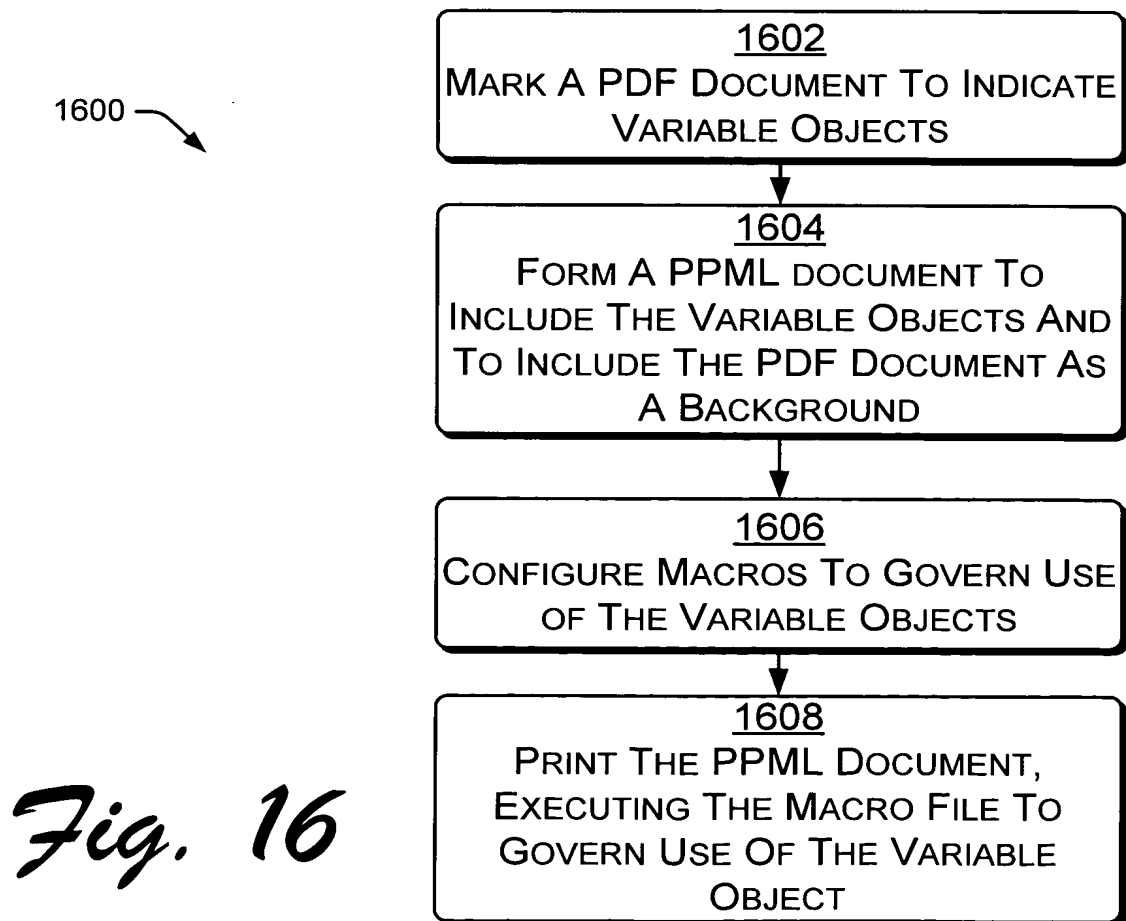 1600
1602
MARK A PDF DOCUMENT TO INDICATE
VARIABLE OBJECTS
1604
FORM A PPML DOCUMENT TO
INCLUDE THE VARIABLE OBJECTS AND
TO INCLUDE THE PDF DOCUMENT AS
A BACKGROUND
1606
CONFIGURE MACROS TO GOVERN USE
OF THE VARIABLE OBJECTS
1608
PRINT THE PPML DOCUMENT,
EXECUTING THE MACRO FILE TO
GOVERN USE OF THE VARIABLE
OBJECT
Fig. 16